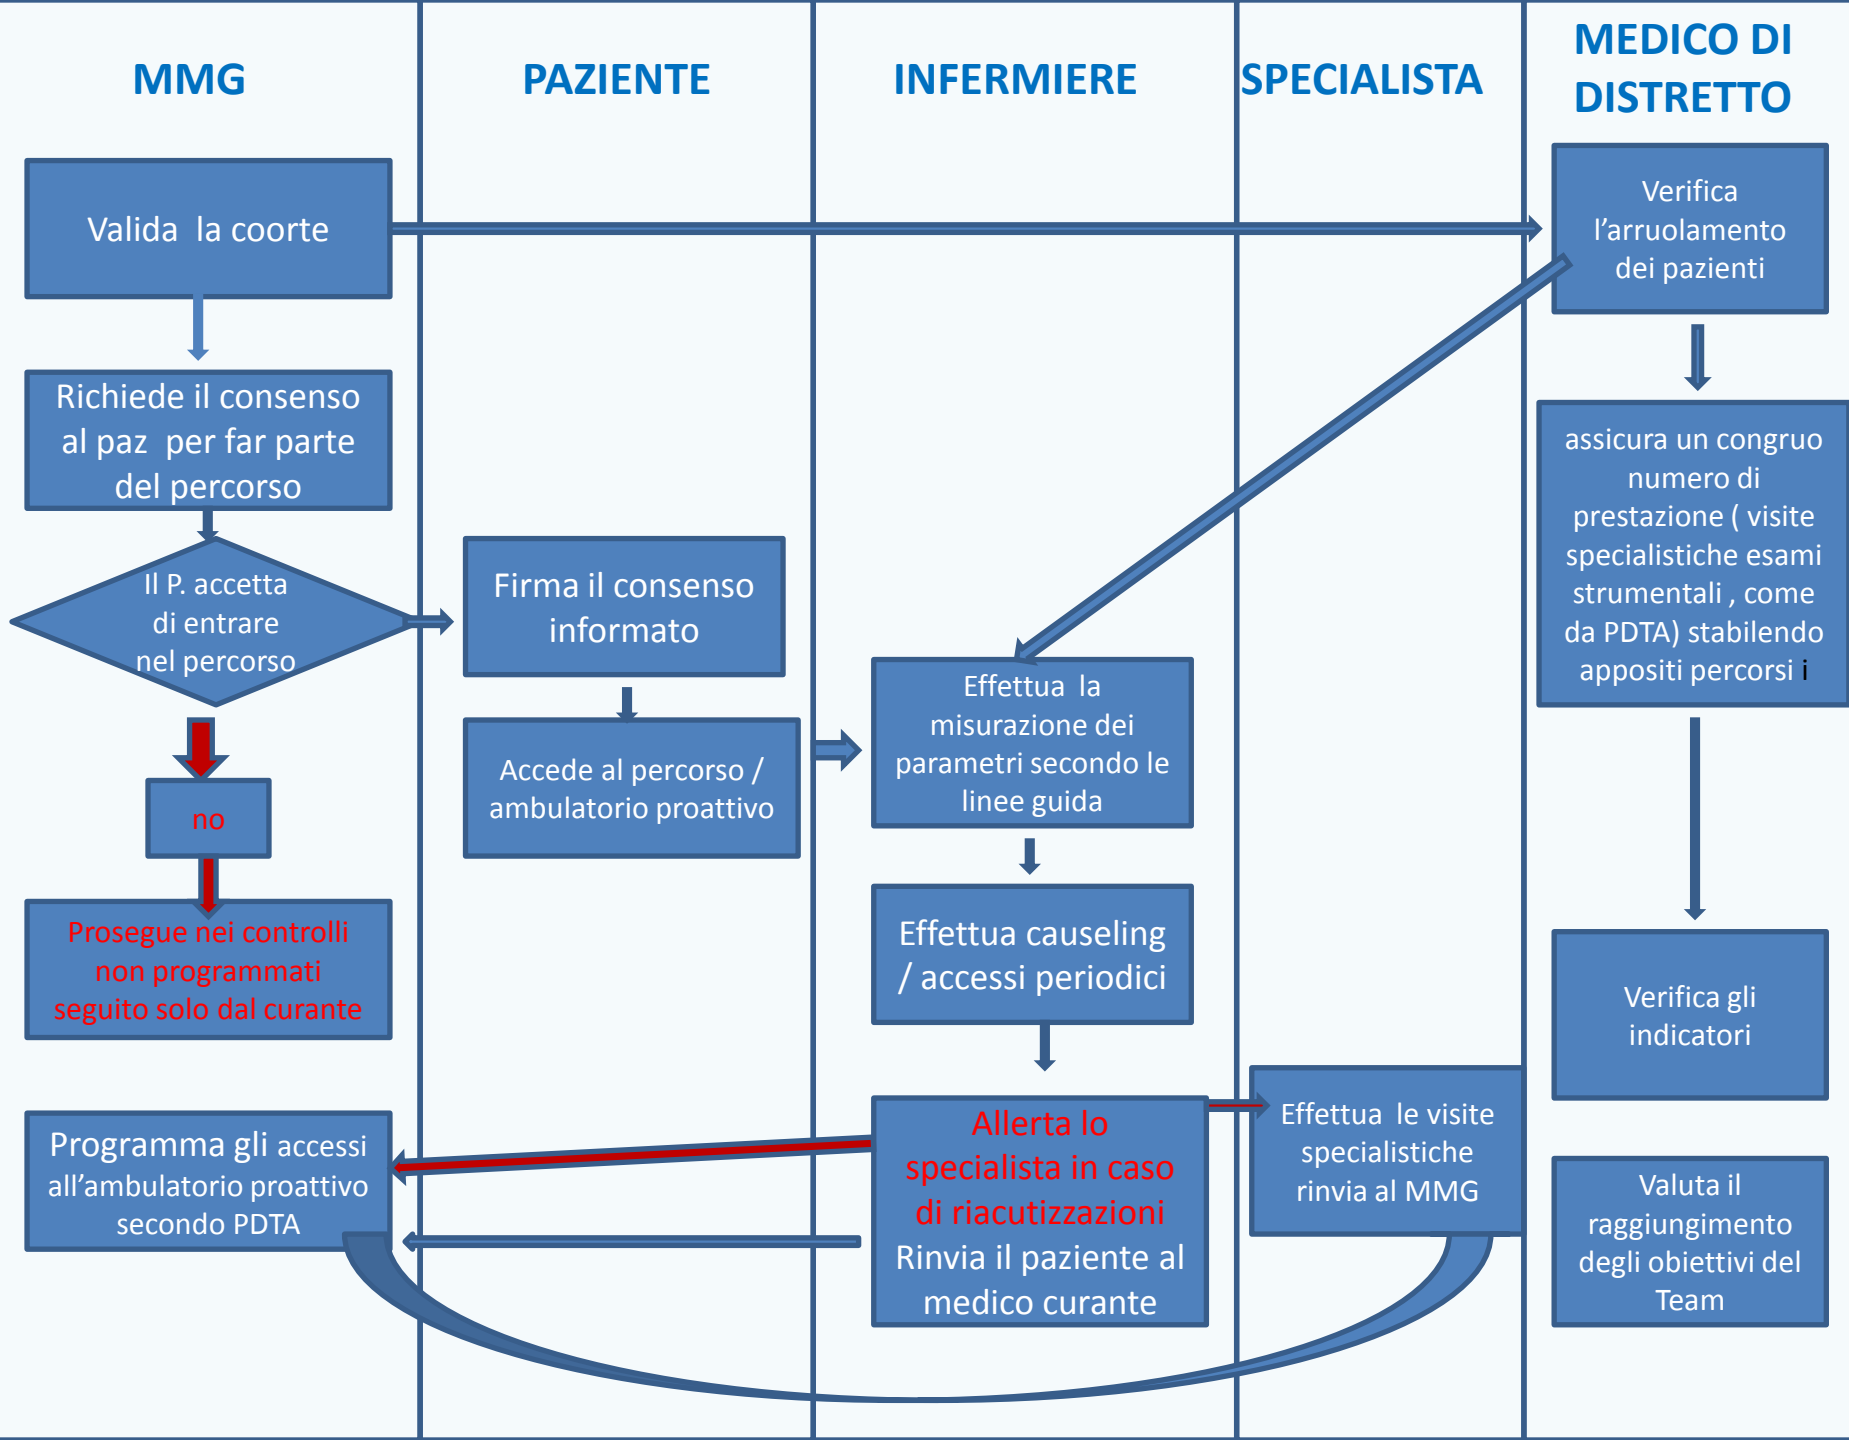 MMG
PAZIENTE
INFERMIERE
SPECIALISTA
MEDICO DI
DISTRETTO
Valida la coorte
Richiede il consenso
al paz per far parte
del percorso
Il P. accetta
di entrare
nel percorso
no
Prosegue nei controlli
non programmati
seguito solo dal curante
Programma gli accessi
all'ambulatorio proattivo
secondo PDTA
Firma il consenso
informato
Accede al percorso /
ambulatorio proattivo
Effettua la
misurazione dei
parametri secondo le
linee guida
Effettua causeling
/ accessi periodici
Allerta lo
specialista in caso
di riacutizzazioni
Rinvia il paziente al
medico curante
Effettua le visite
specialistiche
rinvia al MMG
Verifica
l'arruolamento
dei pazienti
assicura un congruo
numero di
prestazione ( visite
specialistiche esami
strumentali , come
da PDTA) stabilendo
appositi percorsi i
Verifica gli
indicatori
Valuta il
raggiungimento
degli obiettivi del
Team